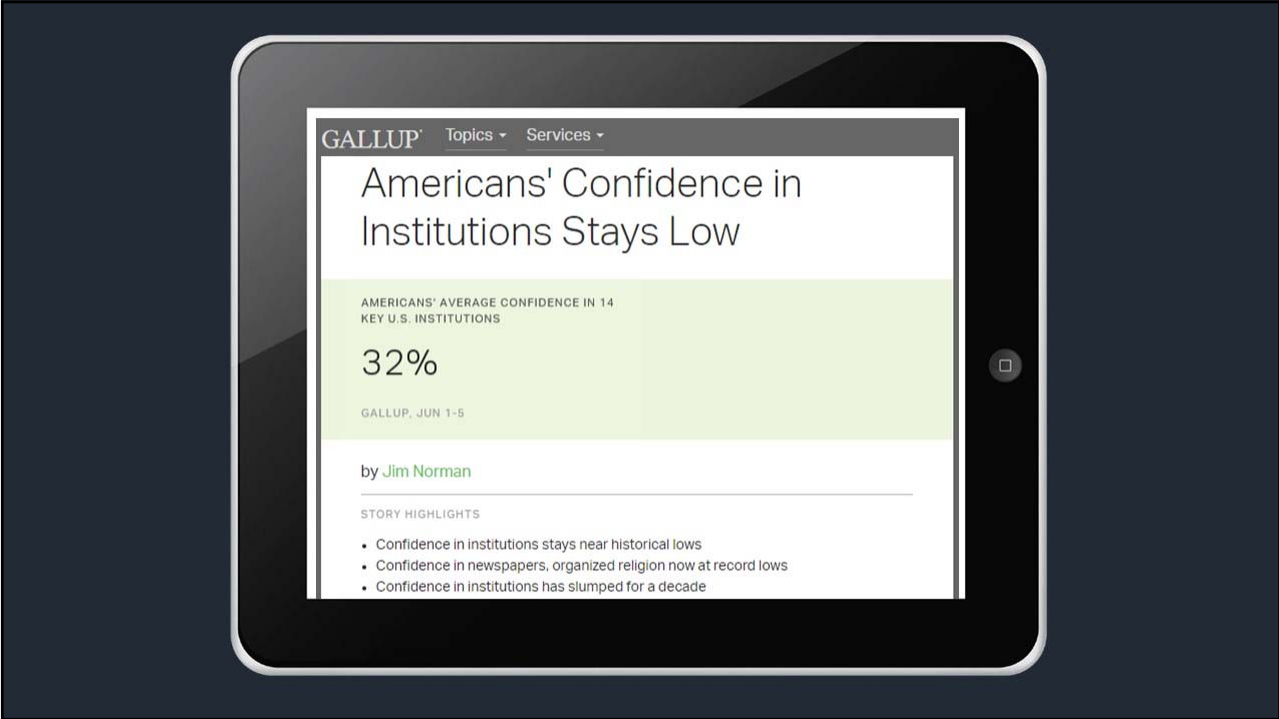 GALLUP® Topics Services
Americans' Confidence in
Institutions Stays Low
AMERICANS' AVERAGE CONFIDENCE IN 14
KEY U.S. INSTITUTIONS
32%
GALLUP, JUN 1-5
by Jim Norman
STORY HIGHLIGHTS
• Confidence in institutions stays near historical lows
• Confidence in newspapers, organized religion now at record lows
• Confidence in institutions has slumped for a decade